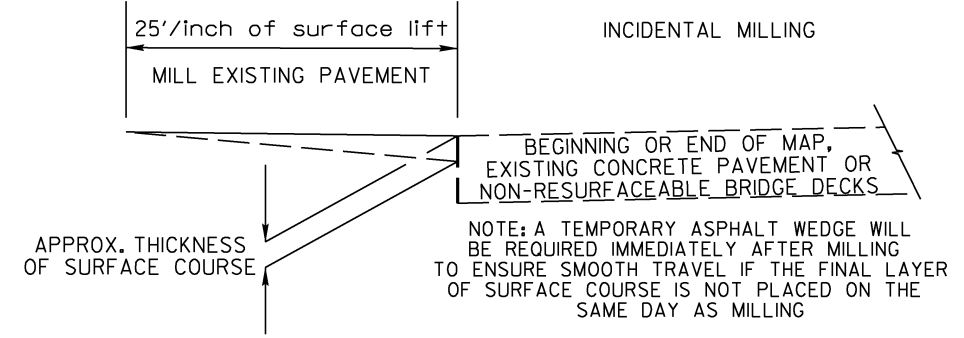 25'/inch of surface lift
INCIDENTAL MILLING
MILL EXISTING PAVEMENT
BEGINNING OR END OF MAP,
EXISTING CONCRETE PAVEMENT OR
NON-RESURFACEABLE BRIDGE DECKS
APPROX. THICKNESS
OF SURFACE COURSE
NOTE: A TEMPORARY ASPHALT WEDGE WILL
BE REQUIRED IMMEDIATELY AFTER MILLING
TO ENSURE SMOOTH TRAVEL IF THE FINAL LAYER
OF SURFACE COURSE IS NOT PLACED ON THE
SAME DAY AS MILLING